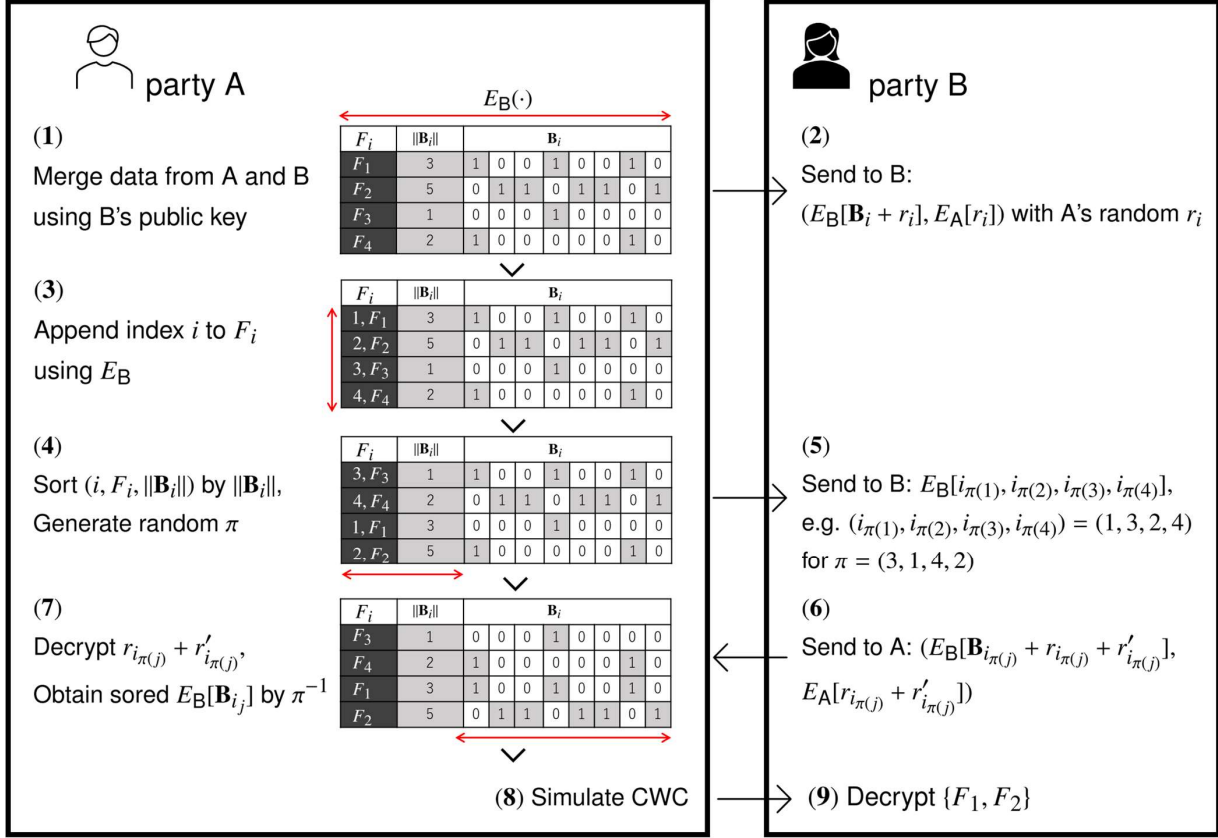 party A
party B
(1)
Merge data from A and B
using B's public key
E_B(·)
F_i ||B_i|| B_i
F_1 3 1 0 0 1 0 0 1 0
F_2 5 0 1 1 0 1 1 0 1
F_3 1 0 0 0 1 0 0 0 0
F_4 2 1 0 0 0 0 0 1 0
(2)
Send to B:
(E_B[B_i + r_i], E_A[r_i]) with A's random r_i
(3)
Append index i to F_i
using E_B
F_i ||B_i|| B_i
1, F_1 3 1 0 0 1 0 0 1 0
2, F_2 5 0 1 1 0 1 1 0 1
3, F_3 1 0 0 0 1 0 0 0 0
4, F_4 2 1 0 0 0 0 0 1 0
(4)
Sort (i, F_i, ||B_i||) by ||B_i||,
Generate random π
F_i ||B_i|| B_i
3, F_3 1 1 0 0 1 0 0 1 0
4, F_4 2 0 1 1 0 1 1 0 1
1, F_1 3 0 0 0 1 0 0 0 0
2, F_2 5 1 0 0 0 0 0 1 0
(5)
Send to B: E_B[i_π(1), i_π(2), i_π(3), i_π(4)],
e.g. (i_π(1), i_π(2), i_π(3), i_π(4)) = (1, 3, 2, 4)
for π = (3, 1, 4, 2)
(7)
Decrypt r_{i_π(j)} + r'_{i_π(j)},
Obtain sored E_B[B_{i_j}] by π^{-1}
F_i ||B_i|| B_i
F_3 1 0 0 0 1 0 0 0 0
F_4 2 1 0 0 0 0 0 1 0
F_1 3 1 0 0 1 0 0 1 0
F_2 5 0 1 1 0 1 1 0 1
(6)
Send to A: (E_B[B_{i_π(j)} + r_{i_π(j)} + r'_{i_π(j)}],
E_A[r_{i_π(j)} + r'_{i_π(j)}])
(8) Simulate CWC
(9) Decrypt {F_1, F_2}